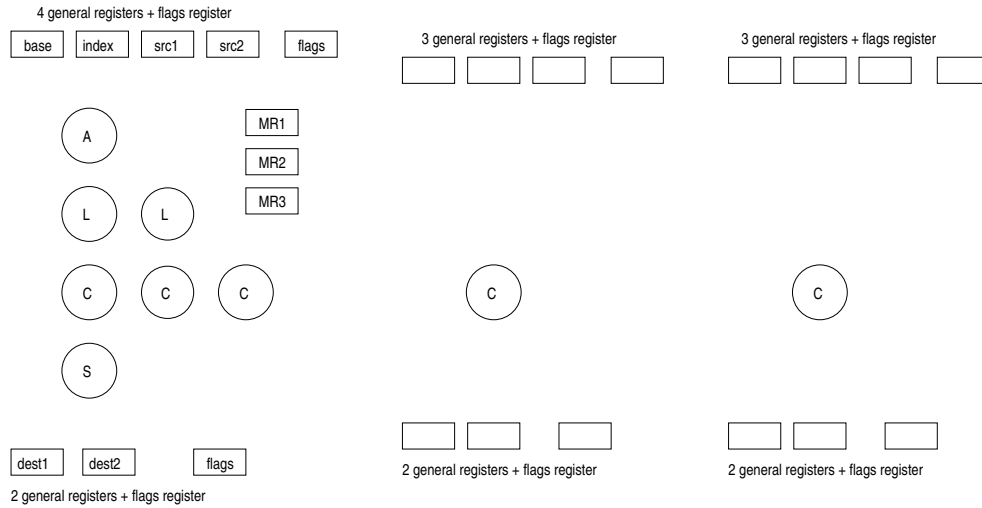 4 general registers + flags register
base index src1 src2 flags
A
MR1
MR2
MR3
L L
C C C
S
dest1 dest2 flags
2 general registers + flags register
3 general registers + flags register
C
2 general registers + flags register
3 general registers + flags register
C
2 general registers + flags register